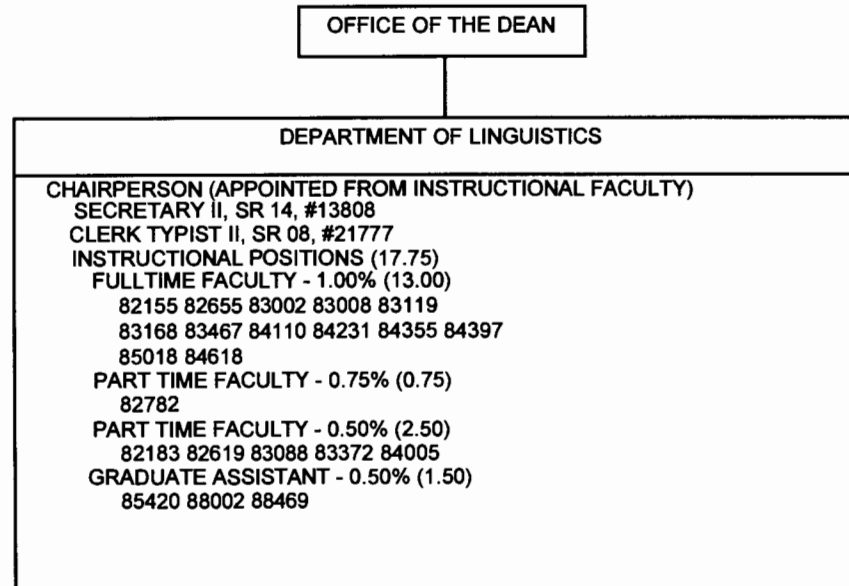 OFFICE OF THE DEAN
DEPARTMENT OF LINGUISTICS
CHAIRPERSON (APPOINTED FROM INSTRUCTIONAL FACULTY)
SECRETARY II, SR 14, #13808
CLERK TYPIST II, SR 08, #21777
INSTRUCTIONAL POSITIONS (17.75)
FULLTIME FACULTY - 1.00% (13.00)
82155 82655 83002 83008 83119
83168 83467 84110 84231 84355 84397
85018 84618
PART TIME FACULTY - 0.75% (0.75)
82782
PART TIME FACULTY - 0.50% (2.50)
82183 82619 83088 83372 84005
GRADUATE ASSISTANT - 0.50% (1.50)
85420 88002 88469